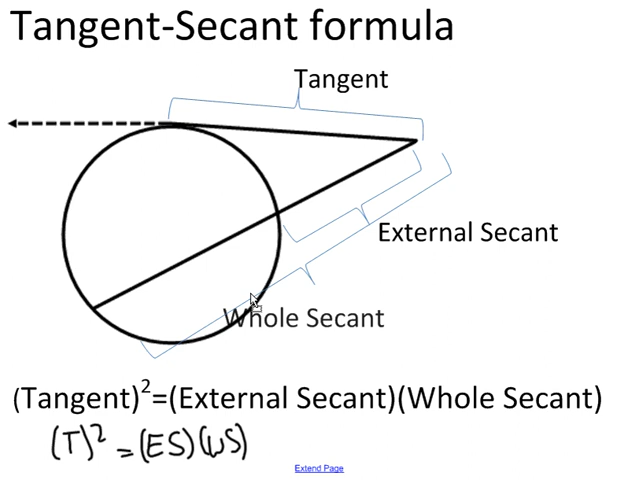 Tangent-Secant formula
Tangent
External Secant
Whole Secant
(Tangent)²=(External Secant)(Whole Secant)
(T)² = (ES)(WS)
Extend Page